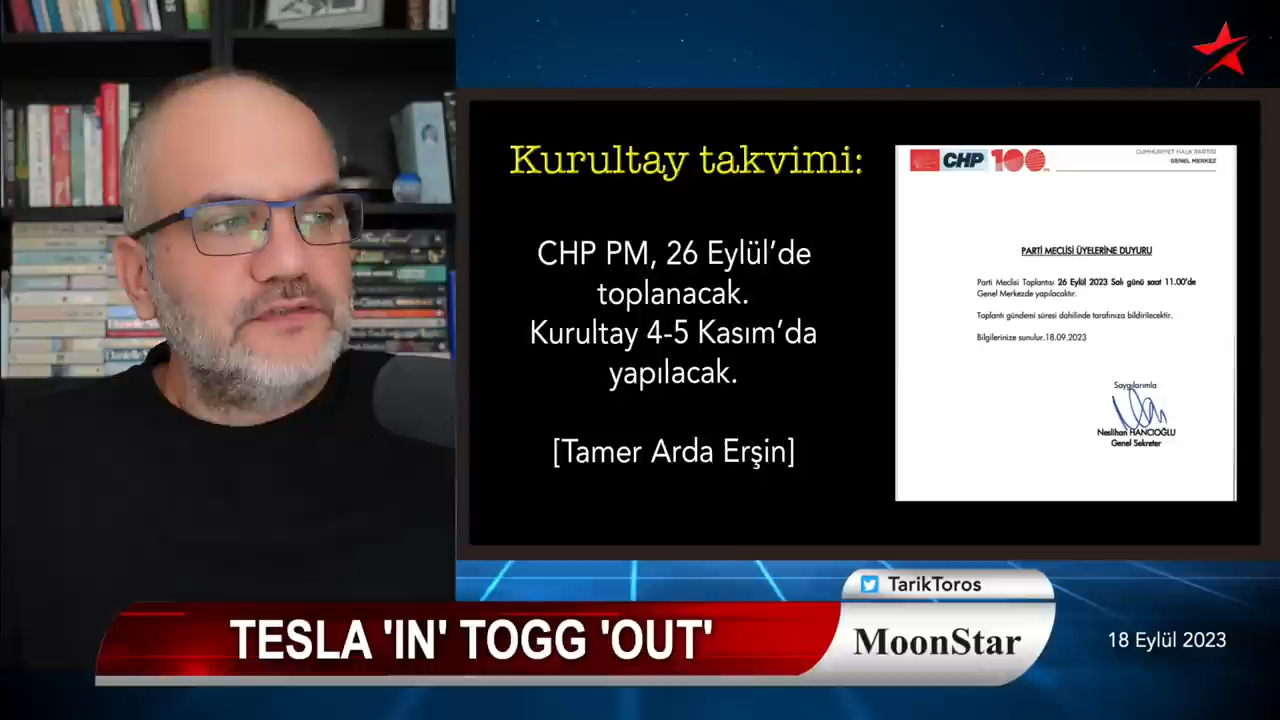 Kurultay takvimi:
CHP PM, 26 Eylül’de
toplanacak.
Kurultay 4-5 Kasım’da
yapılacak.
[Tamer Arda Erşin]
CHP 100
CUMHURİYET HALK PARTİSİ
GENEL MERKEZ
PARTİ MECLİSİ ÜYELERİNE DUYURU
Parti Meclisi Toplantısı 26 Eylül 2023 Salı günü saat 11.00'de
Genel Merkezde yapılacaktır.
Toplantı gündemi süresi dahilinde tarafınıza bildirilecektir.
Bilgilerinize sunulur.18.09.2023
Saygılarımla
Neslihan HANCIOĞLU
Genel Sekreter
TarikToros
TESLA 'IN' TOGG 'OUT'
MoonStar
18 Eylül 2023